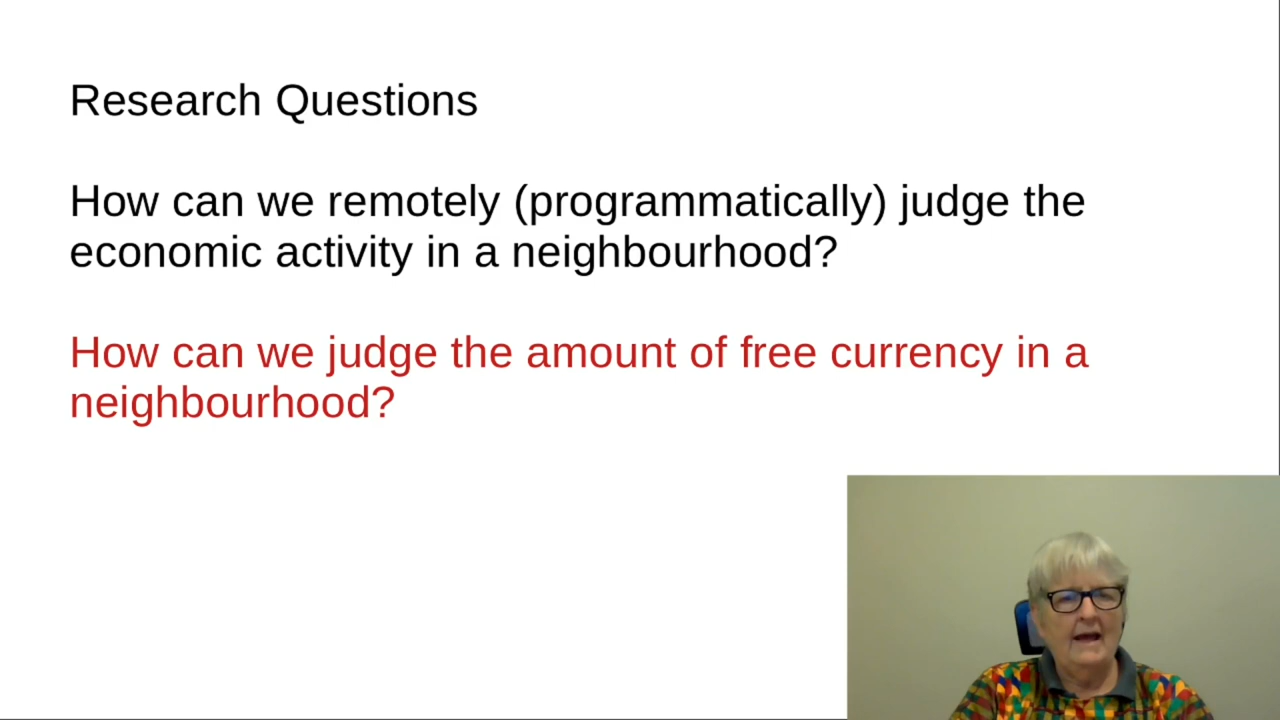 Research Questions
How can we remotely (programmatically) judge the
economic activity in a neighbourhood?
How can we judge the amount of free currency in a
neighbourhood?